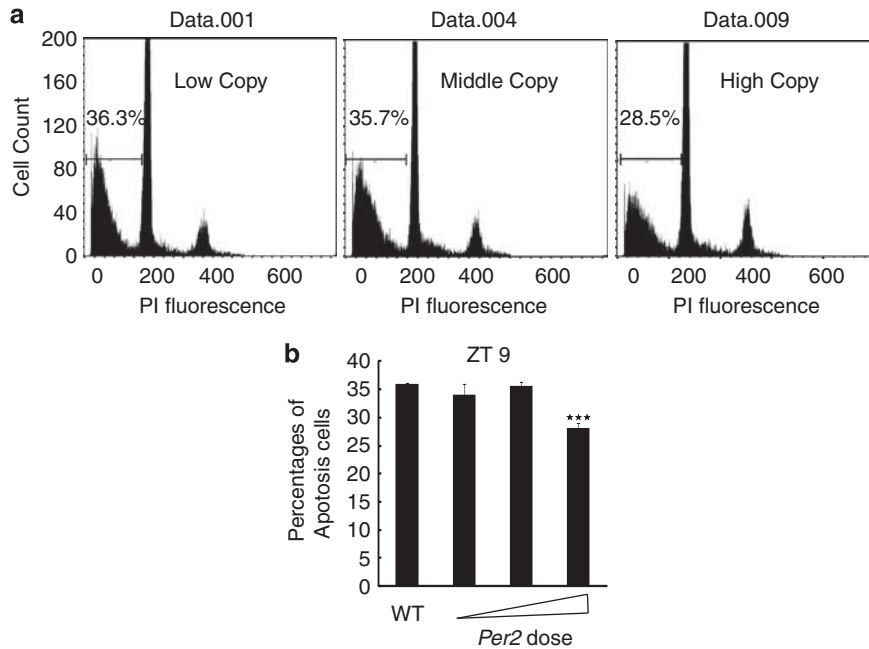 a
Data.001
Data.004
Data.009
Cell Count
200
160
120
80
40
0
Low Copy
36.3%
0 200 400 600
PI fluorescence
Middle Copy
35.7%
0 200 400 600
PI fluorescence
High Copy
28.5%
0 200 400 600
PI fluorescence
b
ZT 9
Percentages of
Apotosis cells
40
35
30
25
20
15
10
5
0
★★★
WT
Per2 dose